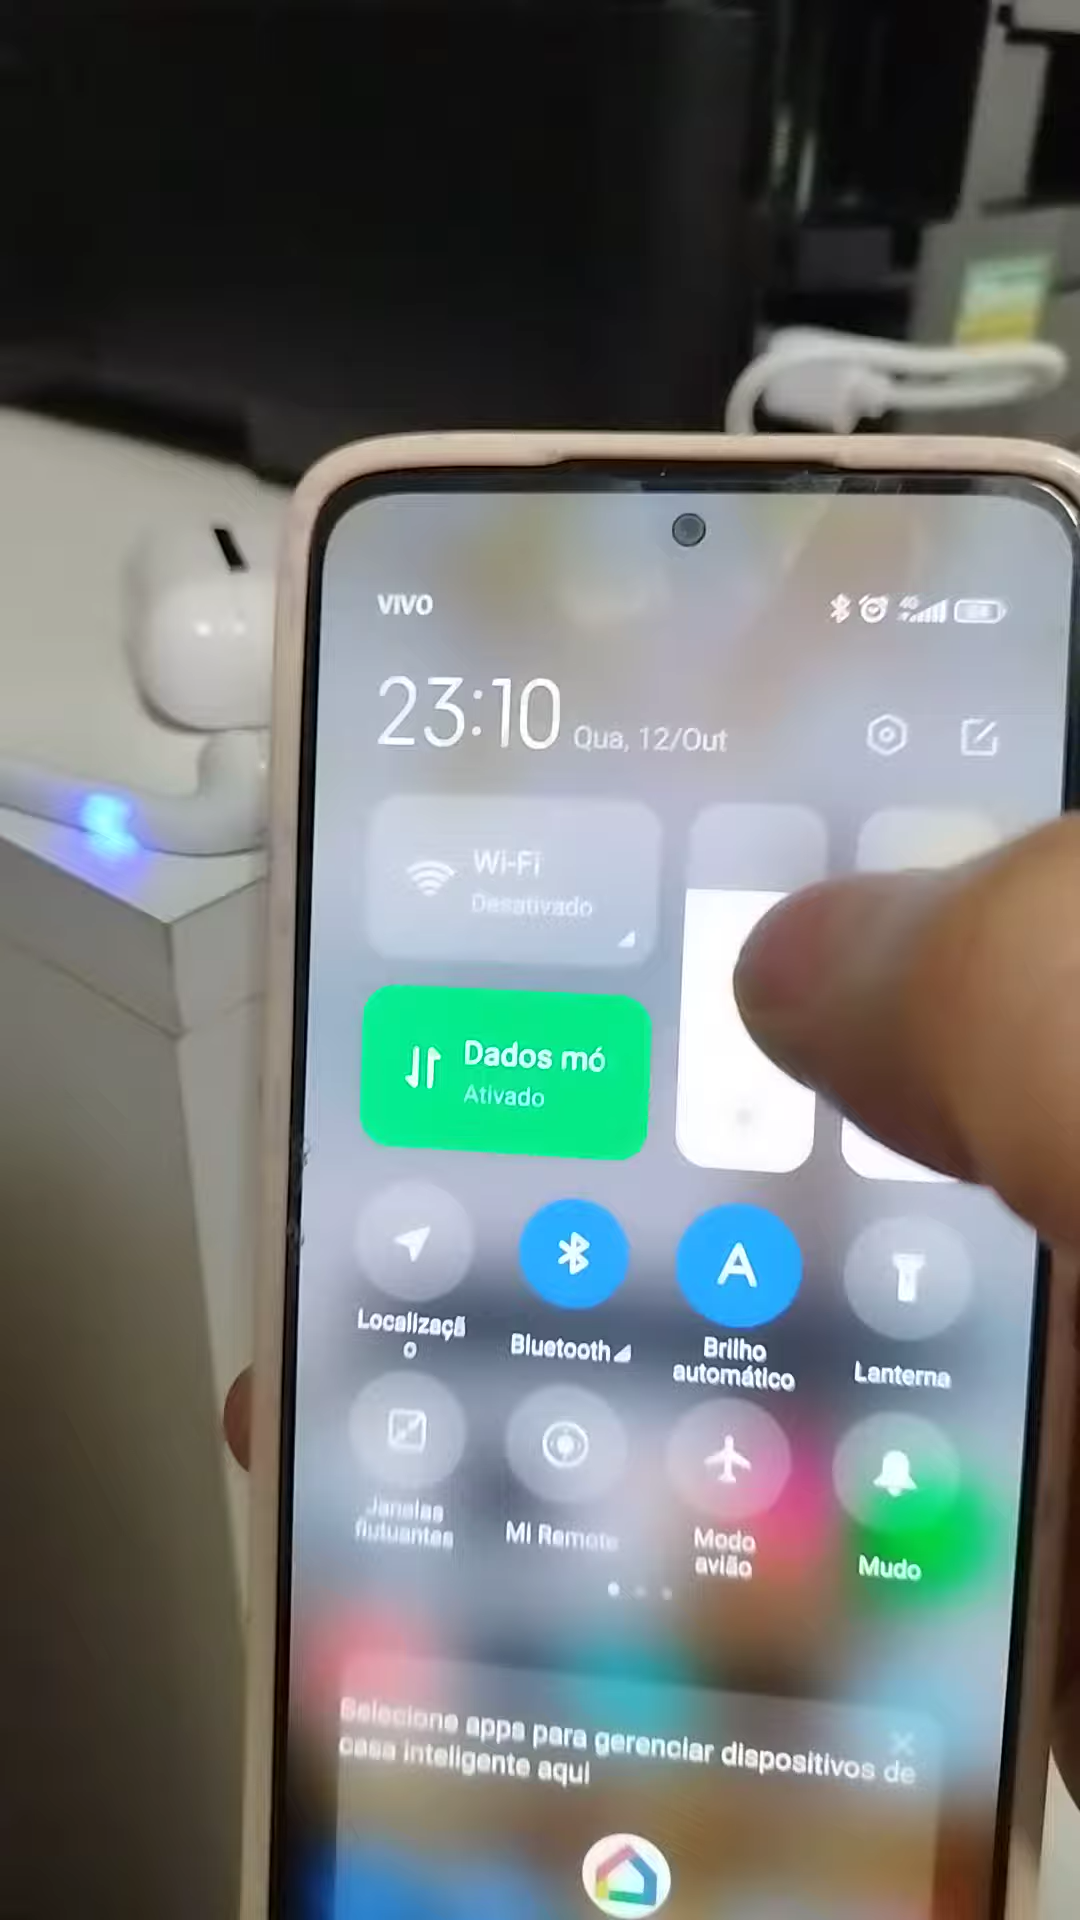 VIVO
4G
23:10 Qua, 12/Out
Wi-Fi
Desativado
Dados mó
Ativado
Localizaçã
o
Bluetooth
A
Brilho
automático
Lanterna
Janelas
flutuantes
Mi Remote
Modo
avião
Mudo
Selecione apps para gerenciar dispositivos de
casa inteligente aqui